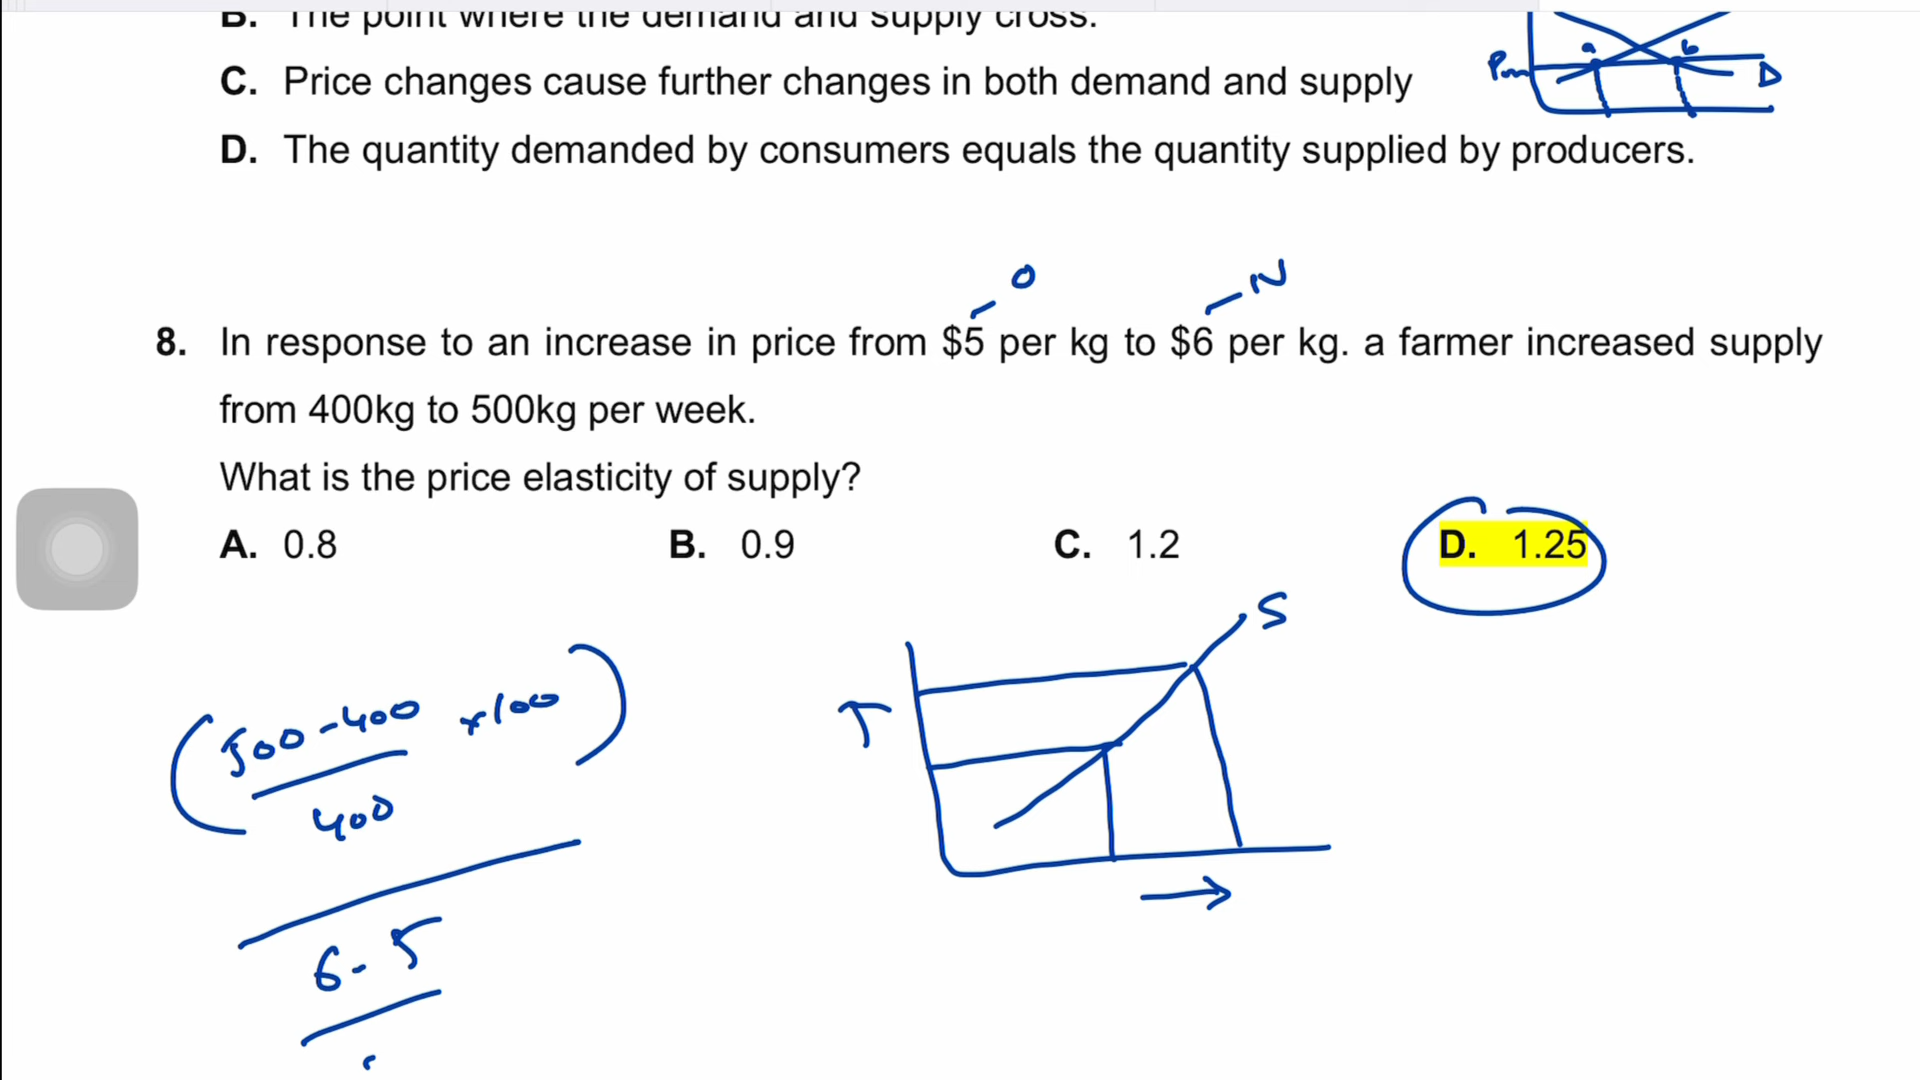 B. The point where the demand and supply cross.
a
b
Pm
D
C. Price changes cause further changes in both demand and supply
D. The quantity demanded by consumers equals the quantity supplied by producers.
O
N
8. In response to an increase in price from $5 per kg to $6 per kg. a farmer increased supply
from 400kg to 500kg per week.
What is the price elasticity of supply?
A. 0.8 B. 0.9 C. 1.2 D. 1.25
S
(500-400 x100)
400
6-5